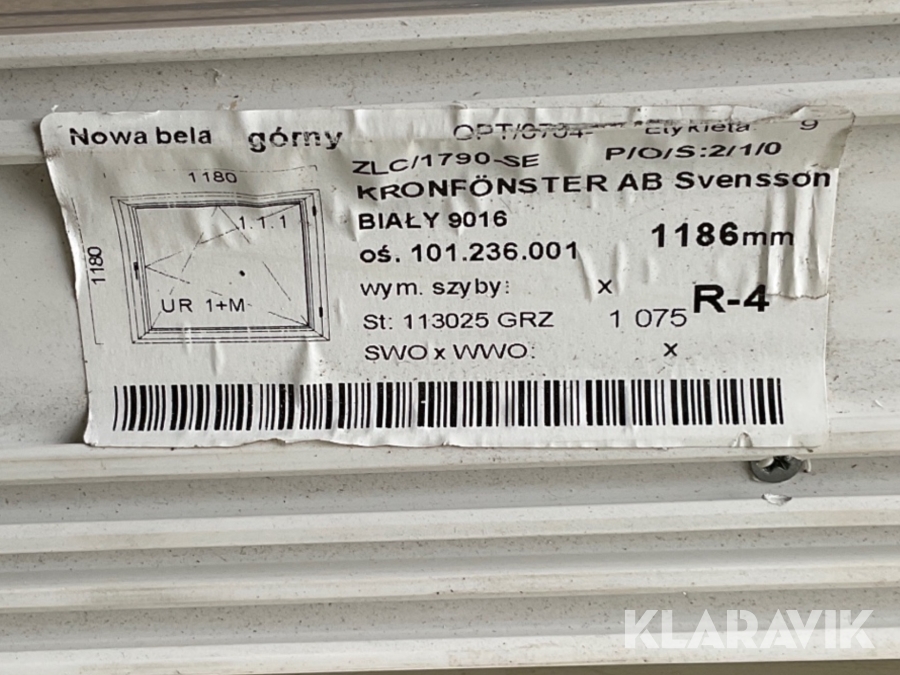 Nowa bela górny Etykieta: 9
ZLC/1790-SE P/O/S:2/1/0
KRONFÖNSTER AB Svensson
BIAŁY 9016
oś. 101.236.001 1186mm
wym. szyby: x R-4
St: 113025 GRZ 1 075
SWO x WWO: x
1180
1180
1.1.1
UR 1+M
KLARAVIK